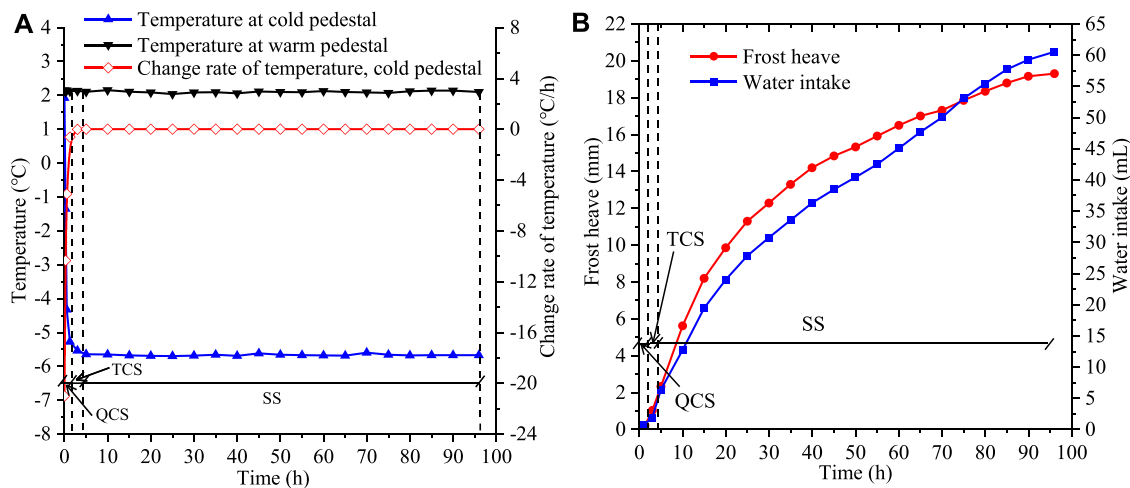 A
Temperature at cold pedestal
Temperature at warm pedestal
Change rate of temperature, cold pedestal
4
3
2
1
0
-1
-2
-3
-4
-5
-6
-7
-8
Temperature (°C)
8
4
0
-4
-8
-12
-16
-20
-24
Change rate of temperature (°C/h)
TCS
QCS
SS
0 10 20 30 40 50 60 70 80 90 100
Time (h)
B
Frost heave
Water intake
22
20
18
16
14
12
10
8
6
4
2
0
Frost heave (mm)
65
60
55
50
45
40
35
30
25
20
15
10
5
0
Water intake (mL)
TCS
SS
QCS
0 10 20 30 40 50 60 70 80 90 100
Time (h)